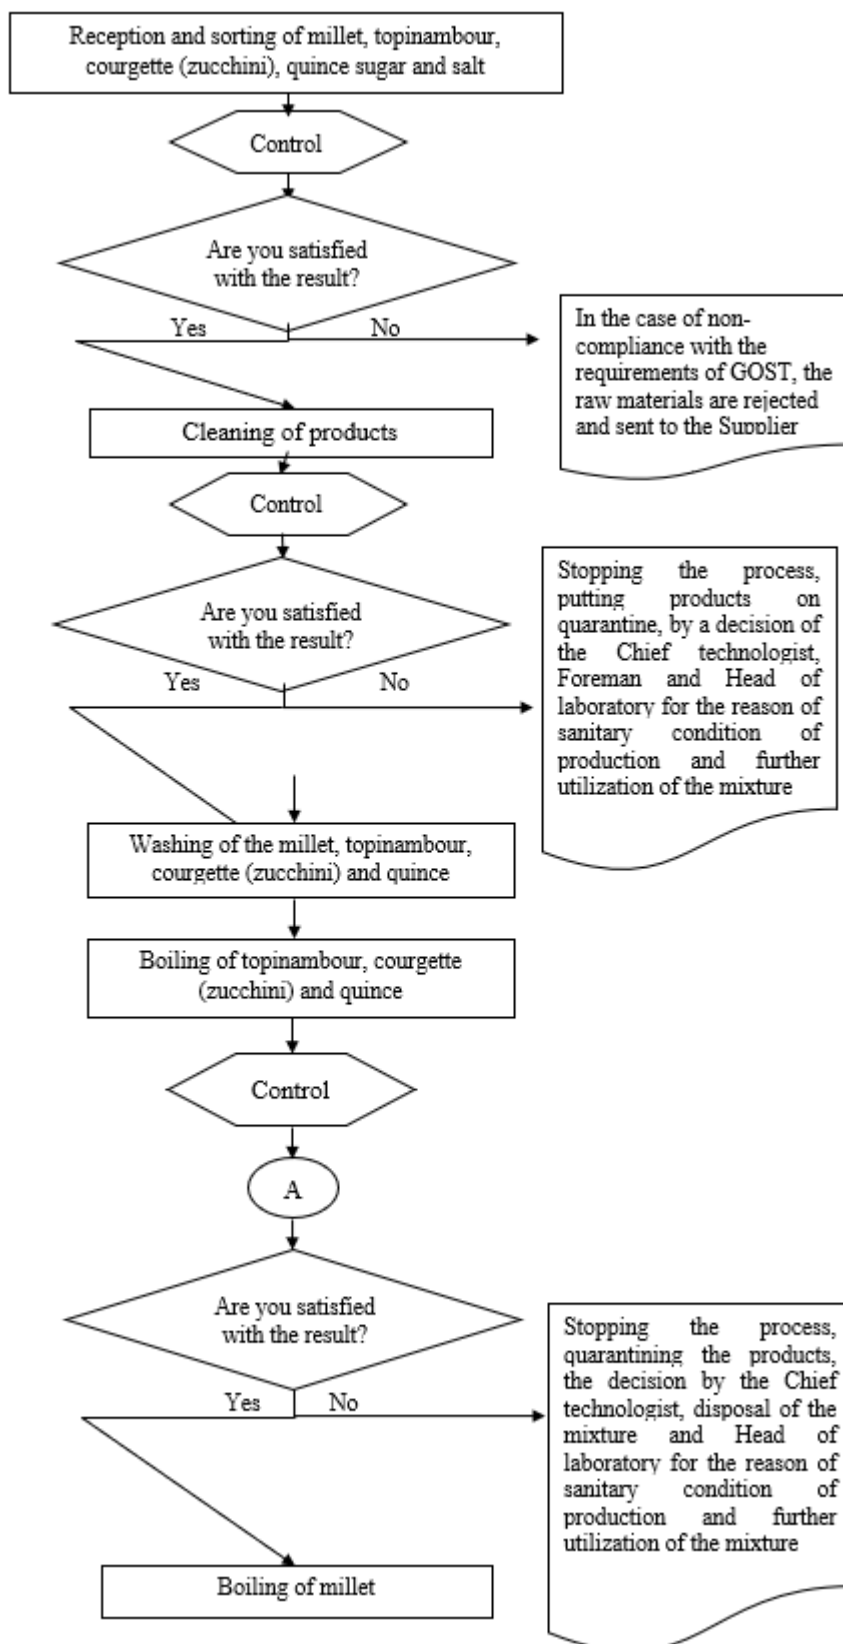 Reception and sorting of millet, topinambour,
courgette (zucchini), quince sugar and salt
Control
Are you satisfied
with the result?
Yes
No
In the case of non-
compliance with the
requirements of GOST, the
raw materials are rejected
and sent to the Supplier
Cleaning of products
Control
Are you satisfied
with the result?
Yes
No
Stopping the process,
putting products on
quarantine, by a decision of
the Chief technologist,
Foreman and Head of
laboratory for the reason of
sanitary condition of
production and further
utilization of the mixture
Washing of the millet, topinambour,
courgette (zucchini) and quince
Boiling of topinambour, courgette
(zucchini) and quince
Control
A
Are you satisfied
with the result?
Yes
No
Stopping the process,
quarantining the products,
the decision by the Chief
technologist, disposal of the
mixture and Head of
laboratory for the reason of
sanitary condition of
production and further
utilization of the mixture
Boiling of millet